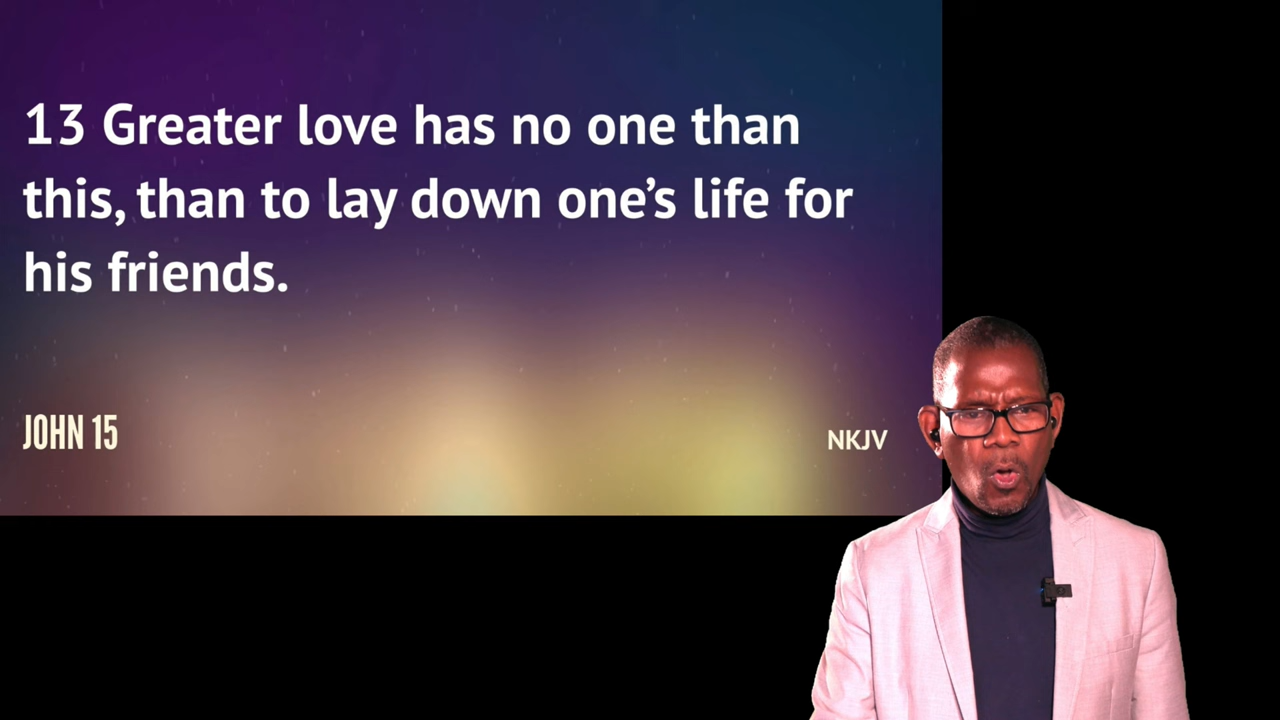 13 Greater love has no one than
this, than to lay down one’s life for
his friends.
JOHN 15
NKJV